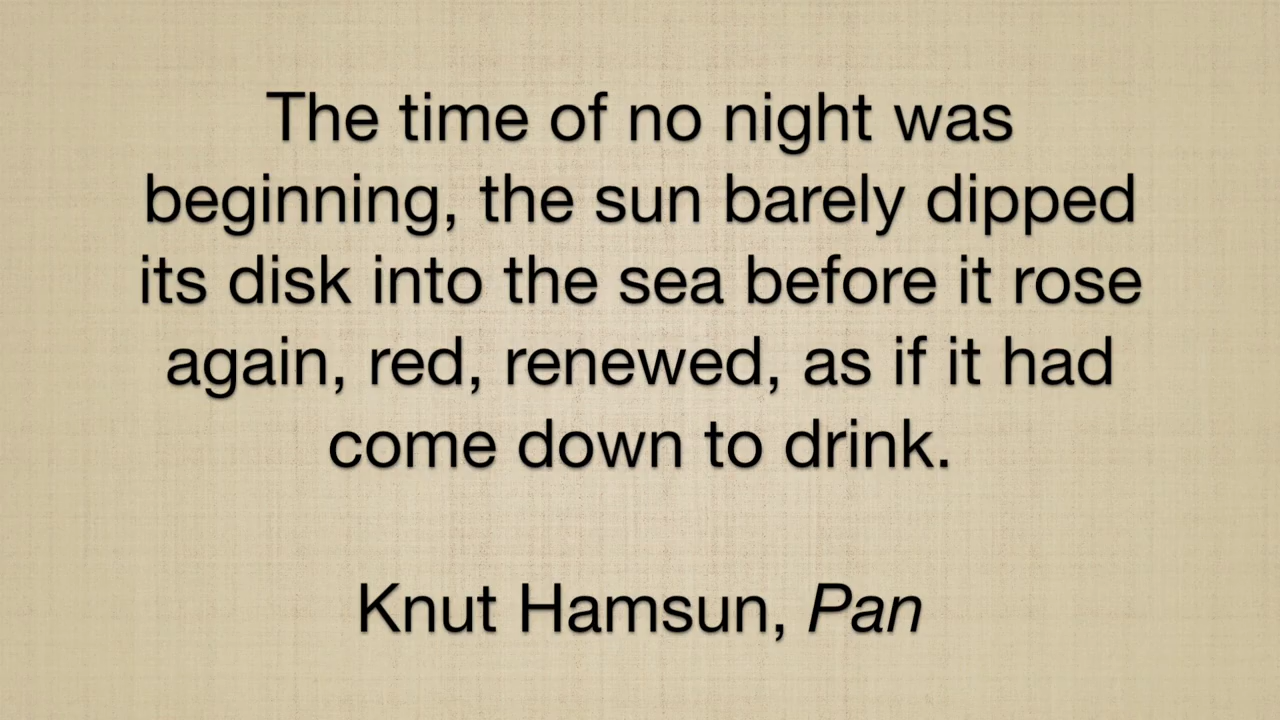 The time of no night was
beginning, the sun barely dipped
its disk into the sea before it rose
again, red, renewed, as if it had
come down to drink.
Knut Hamsun, Pan